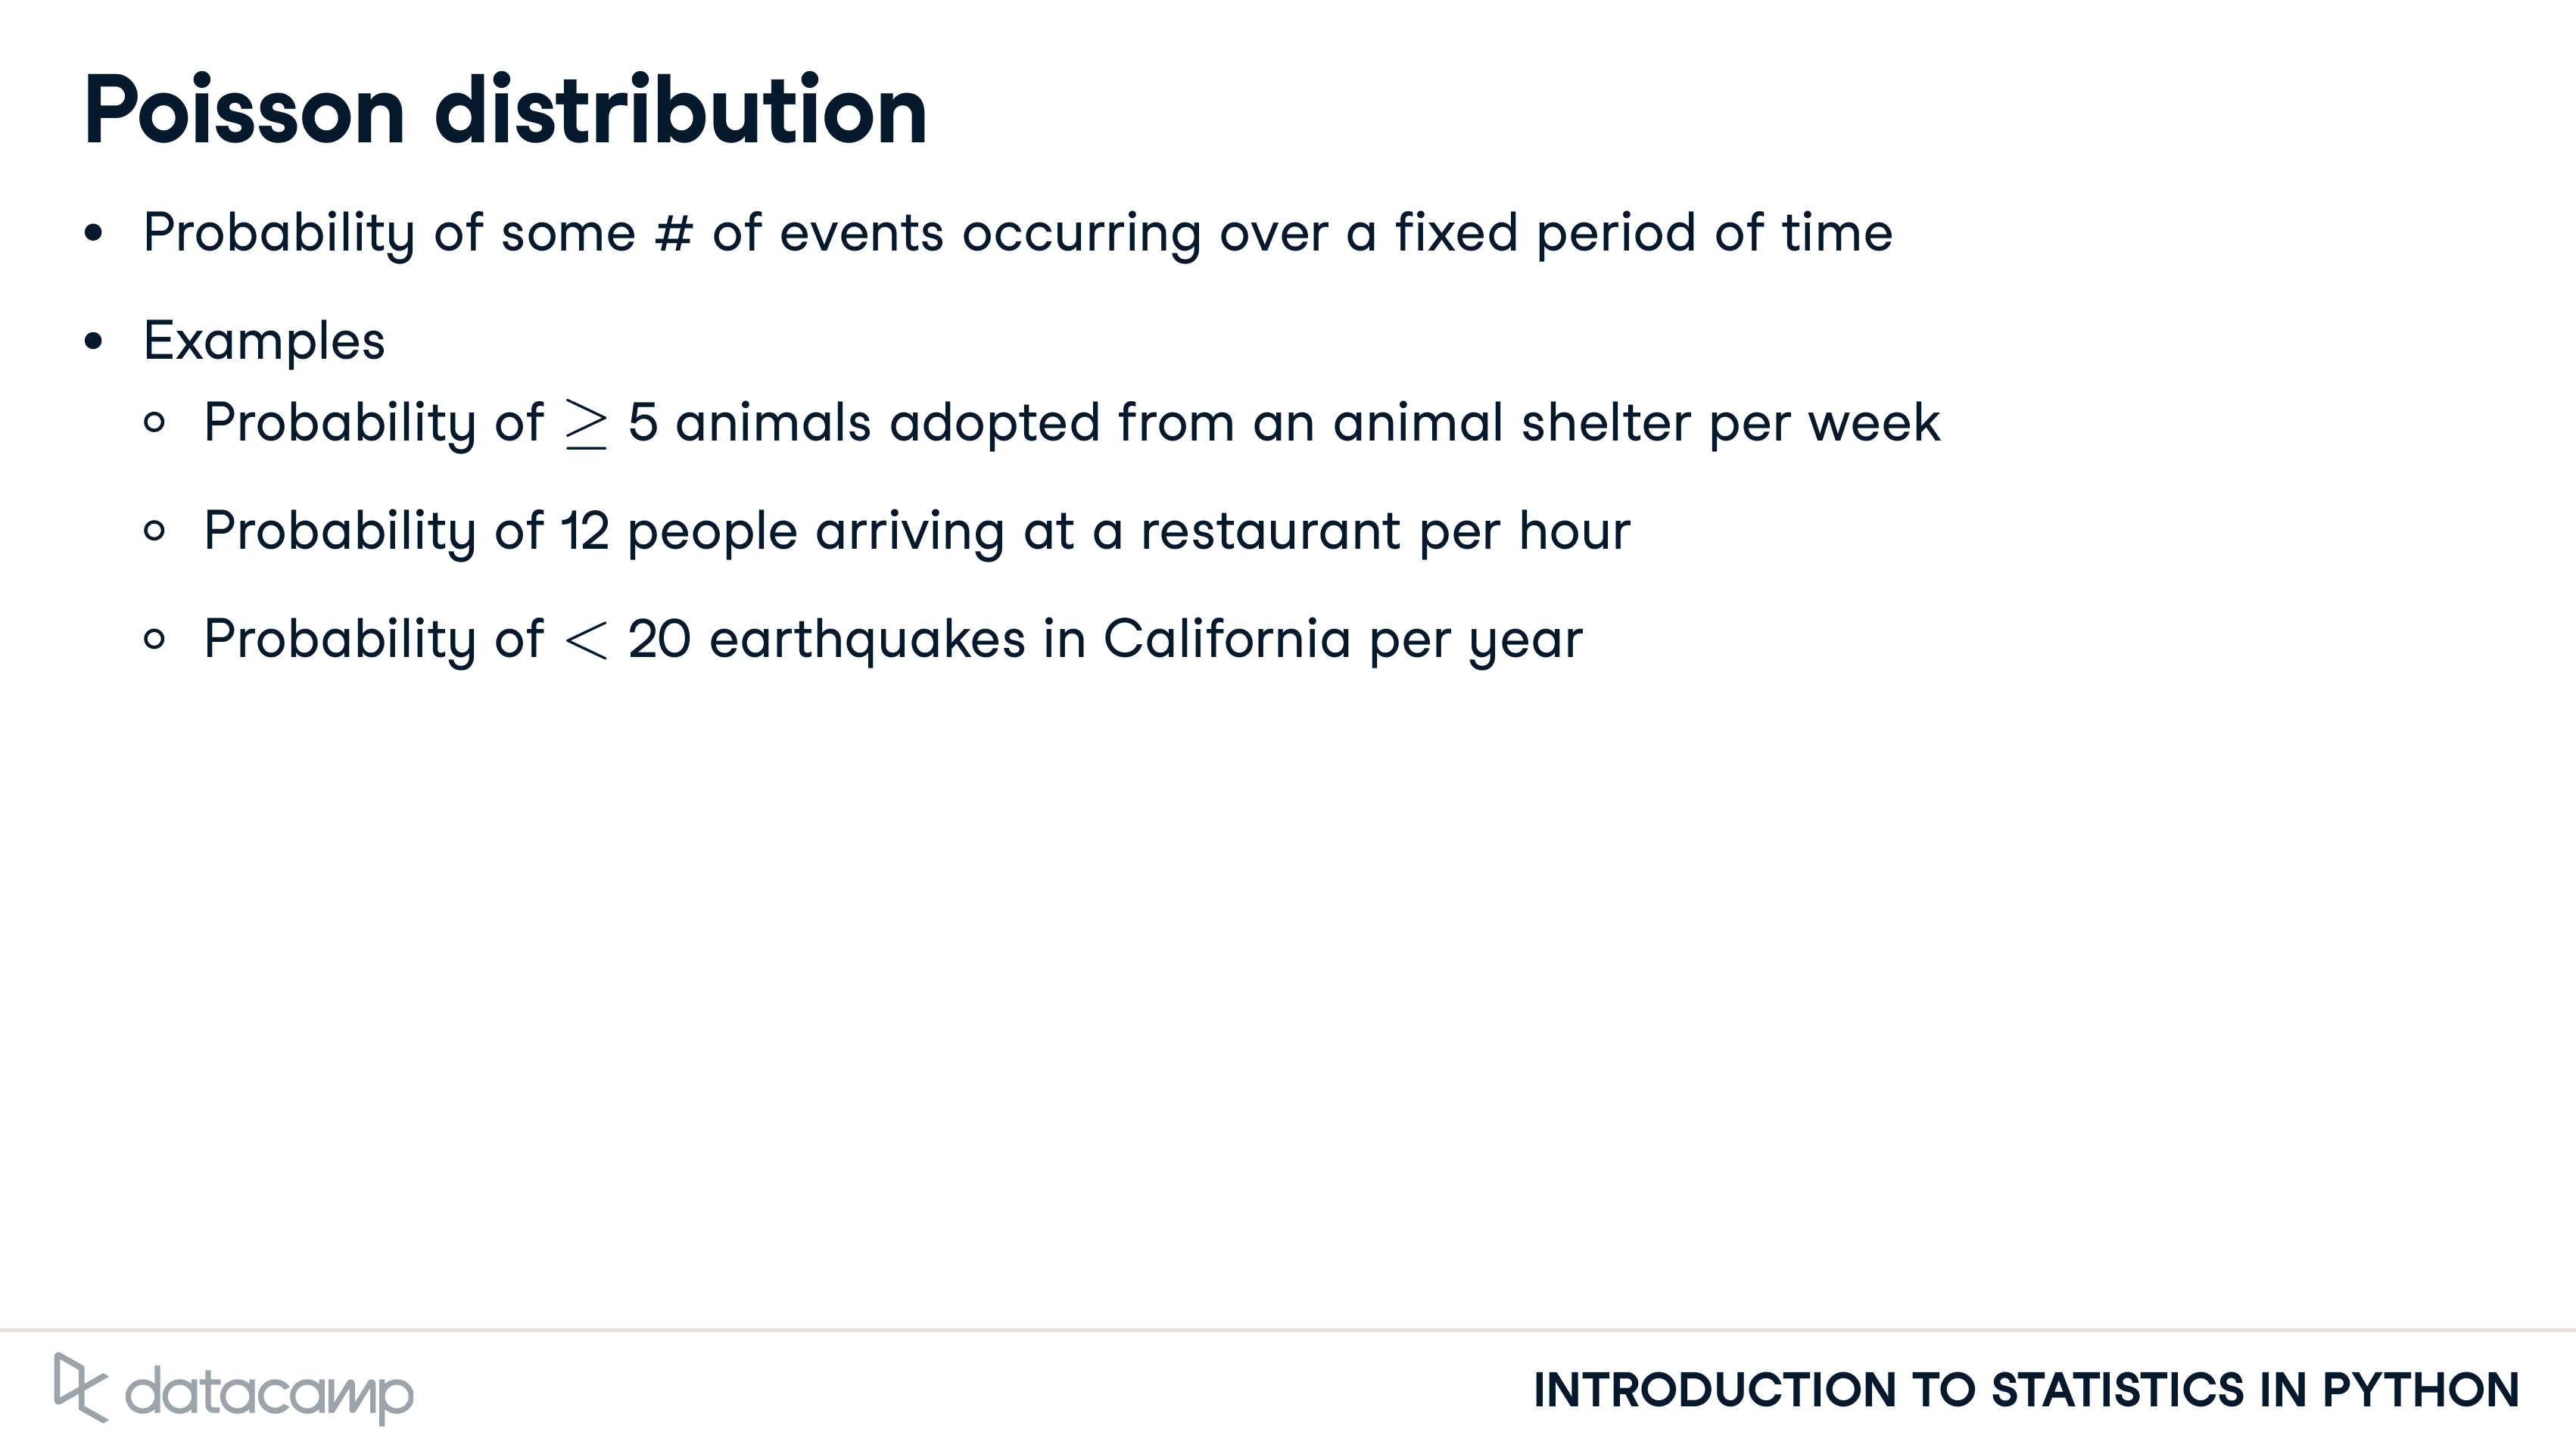 Poisson distribution
• Probability of some # of events occurring over a fixed period of time
• Examples
◦ Probability of ≥ 5 animals adopted from an animal shelter per week
◦ Probability of 12 people arriving at a restaurant per hour
◦ Probability of < 20 earthquakes in California per year
datacamp
INTRODUCTION TO STATISTICS IN PYTHON